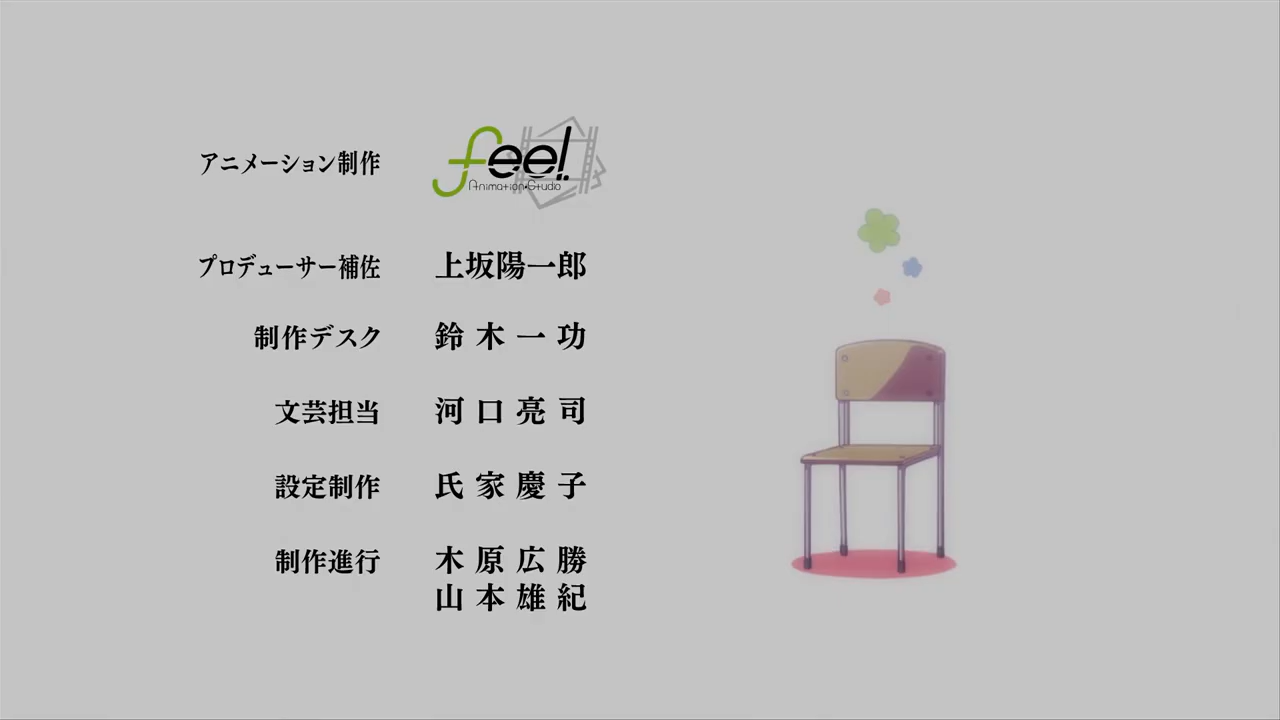 アニメーション制作 feel.
Animation Studio
プロデューサー補佐 上坂陽一郎
制作デスク 鈴木一功
文芸担当 河口亮司
設定制作 氏家慶子
制作進行 木原広勝
山本雄紀